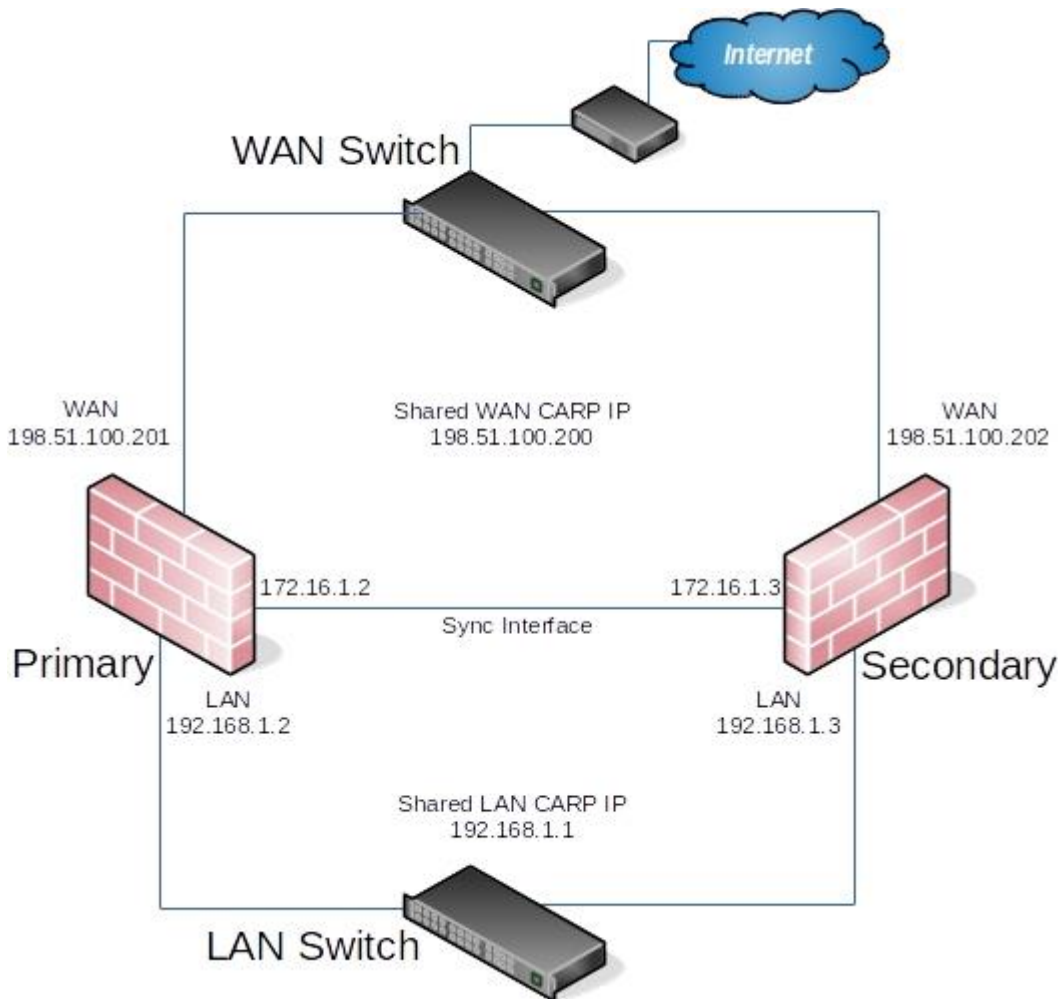 Internet
WAN Switch
WAN
198.51.100.201
Shared WAN CARP IP
198.51.100.200
WAN
198.51.100.202
172.16.1.2
172.16.1.3
Sync Interface
Primary
Secondary
LAN
192.168.1.2
LAN
192.168.1.3
Shared LAN CARP IP
192.168.1.1
LAN Switch